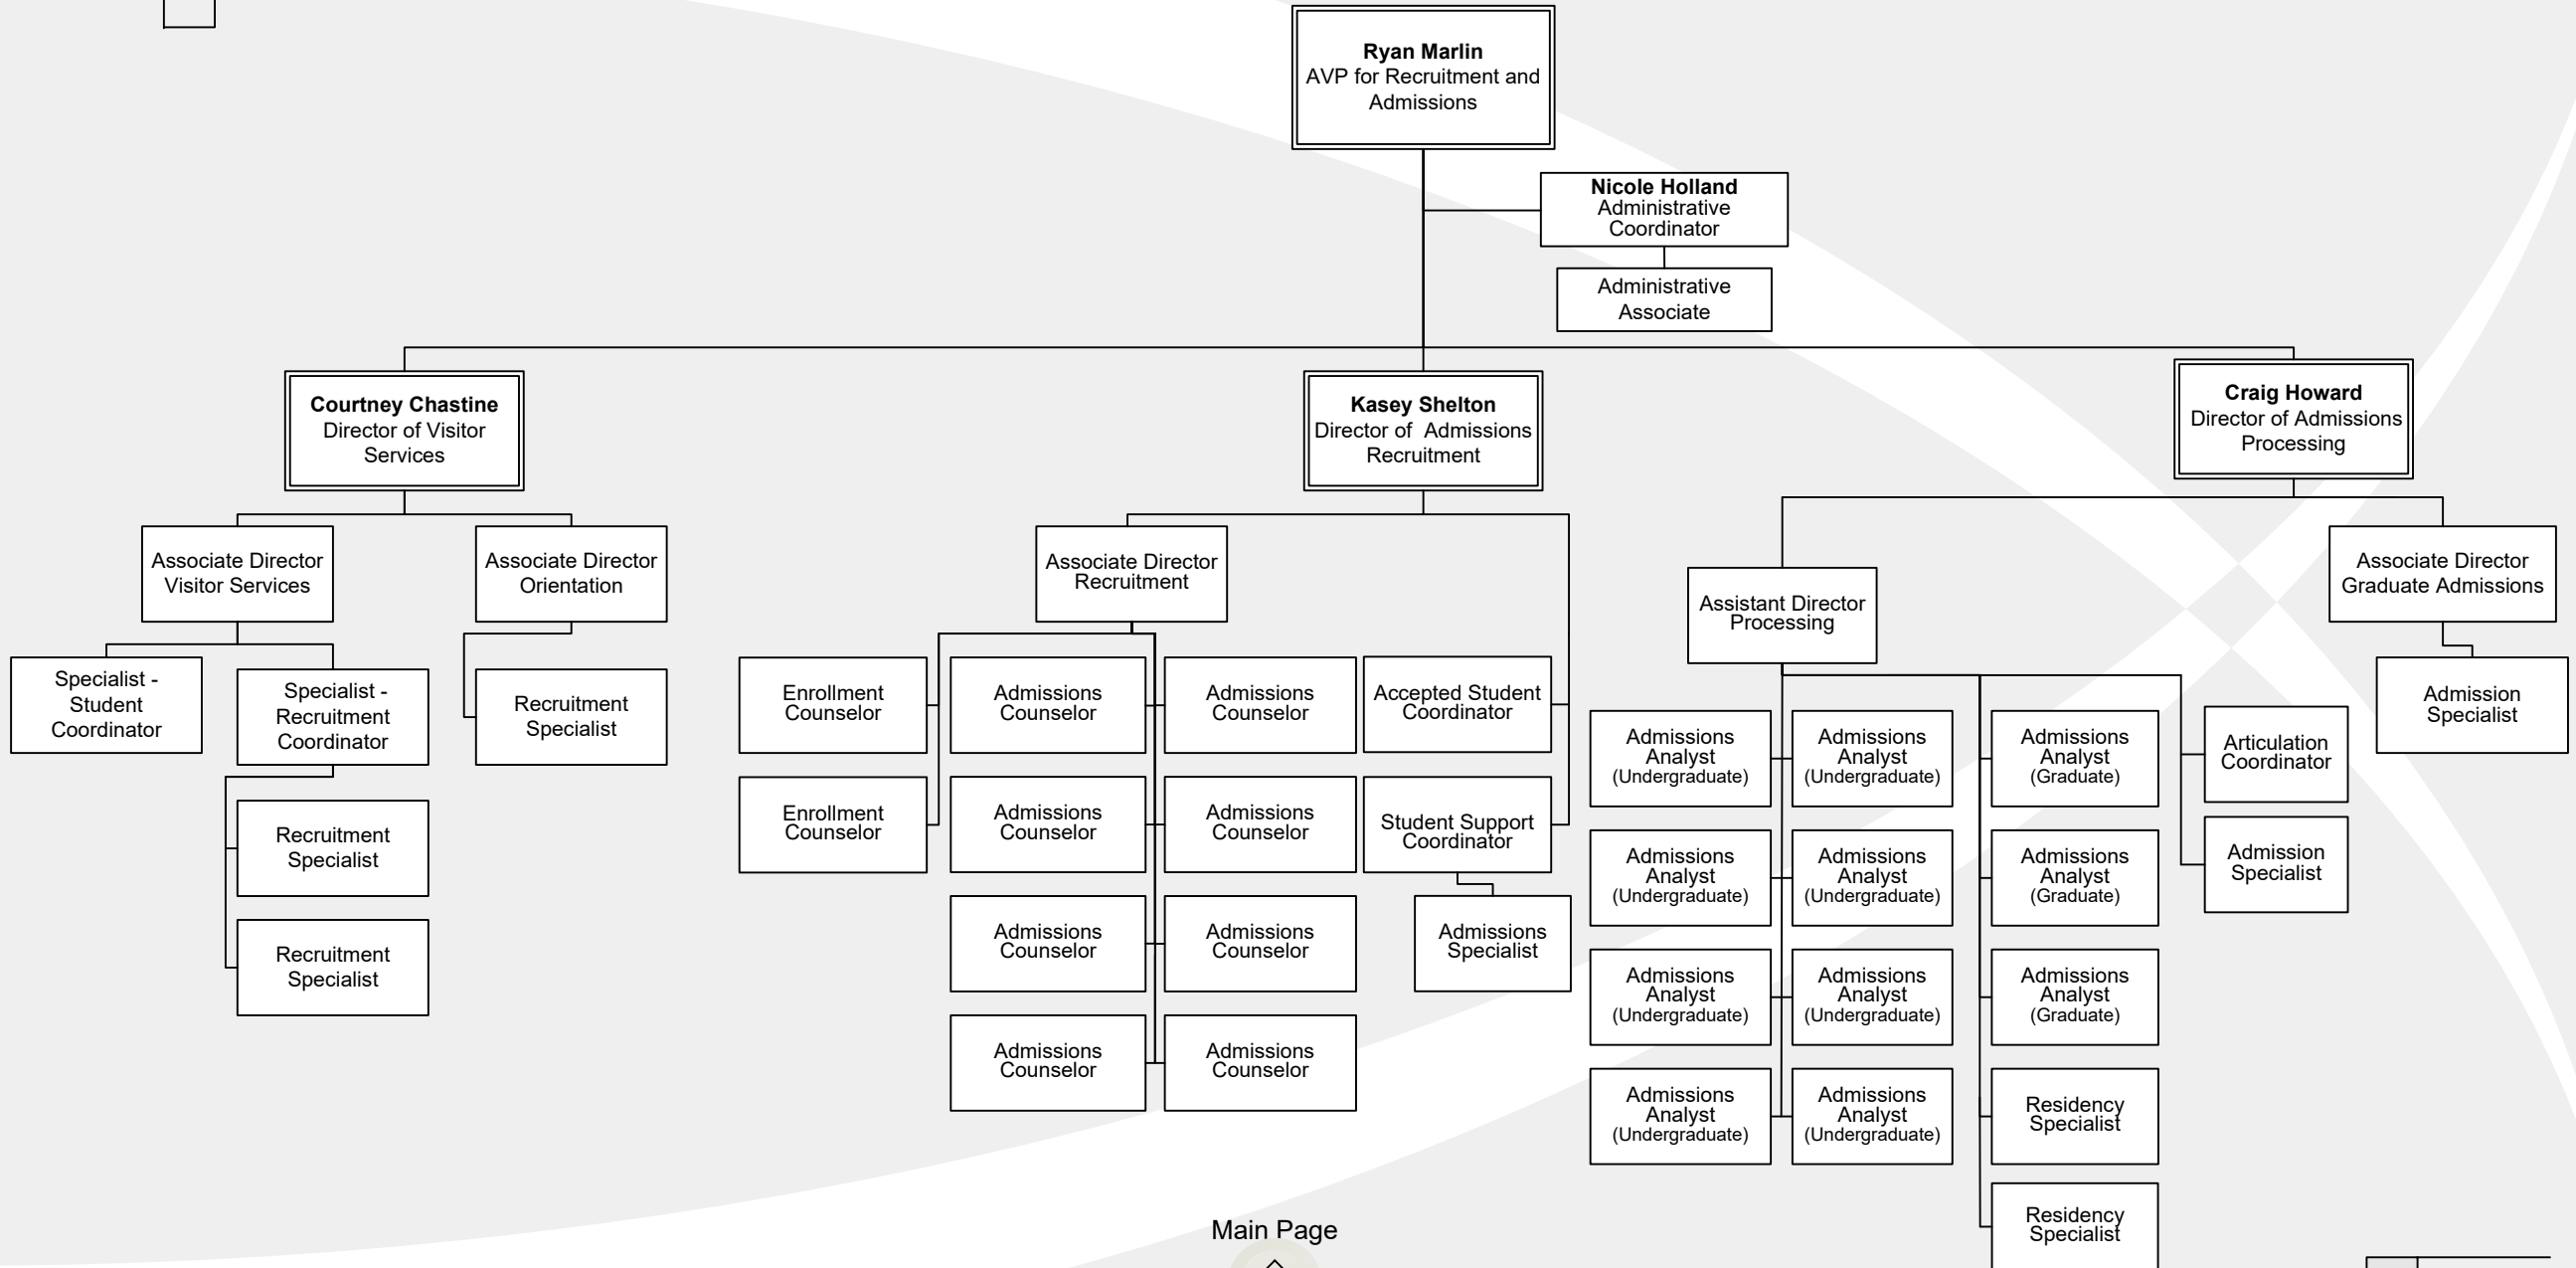 Ryan Marlin
AVP for Recruitment and
Admissions
Nicole Holland
Administrative
Coordinator
Administrative
Associate
Courtney Chastine
Director of Visitor
Services
Kasey Shelton
Director of  Admissions
Recruitment
Craig Howard
Director of Admissions
Processing
Associate Director
Visitor Services
Associate Director
Orientation
Specialist -
Student
Coordinator
Specialist -
Recruitment
Coordinator
Recruitment
Specialist
Recruitment
Specialist
Recruitment
Specialist
Associate Director
Recruitment
Enrollment
Counselor
Enrollment
Counselor
Admissions
Counselor
Admissions
Counselor
Admissions
Counselor
Admissions
Counselor
Admissions
Counselor
Admissions
Counselor
Admissions
Counselor
Admissions
Counselor
Accepted Student
Coordinator
Student Support
Coordinator
Admissions
Specialist
Assistant Director
Processing
Admissions
Analyst
(Undergraduate)
Admissions
Analyst
(Undergraduate)
Admissions
Analyst
(Undergraduate)
Admissions
Analyst
(Undergraduate)
Admissions
Analyst
(Undergraduate)
Admissions
Analyst
(Undergraduate)
Admissions
Analyst
(Undergraduate)
Admissions
Analyst
(Undergraduate)
Admissions
Analyst
(Graduate)
Admissions
Analyst
(Graduate)
Admissions
Analyst
(Graduate)
Residency
Specialist
Residency
Specialist
Articulation
Coordinator
Admission
Specialist
Associate Director
Graduate Admissions
Admission
Specialist
Main Page